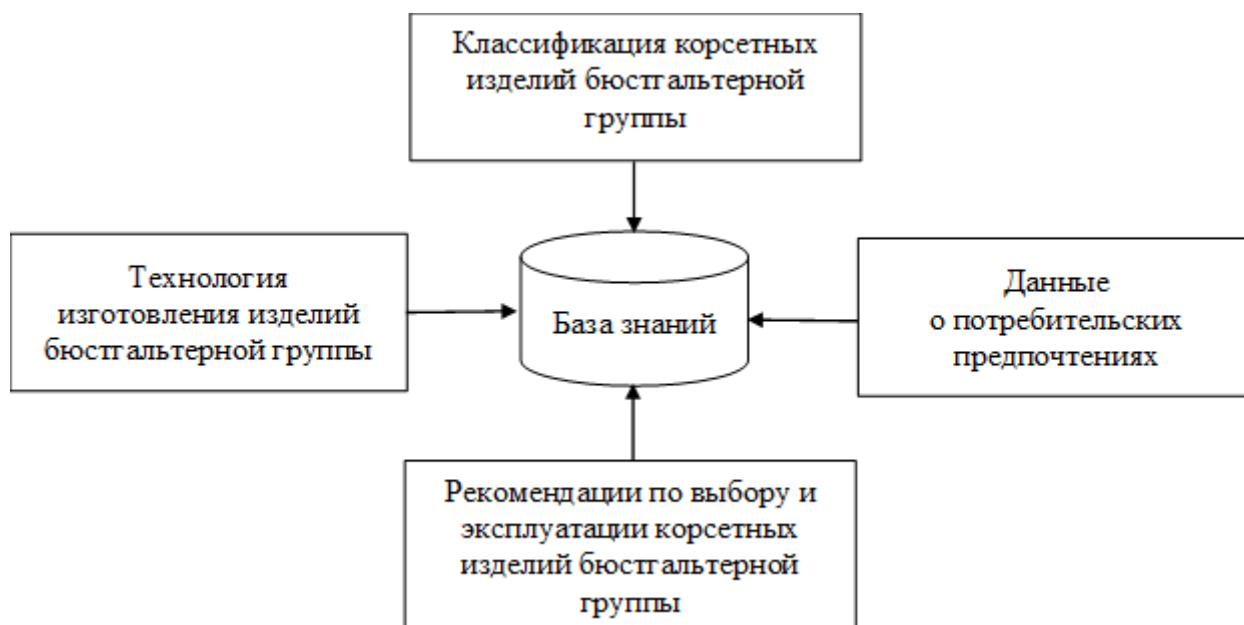 Классификация корсетных
изделий бюстгальтерной
группы
Технология
изготовления изделий
бюстгальтерной группы
База знаний
Данные
о потребительских
предпочтениях
Рекомендации по выбору и
эксплуатации корсетных
изделий бюстгальтерной
группы